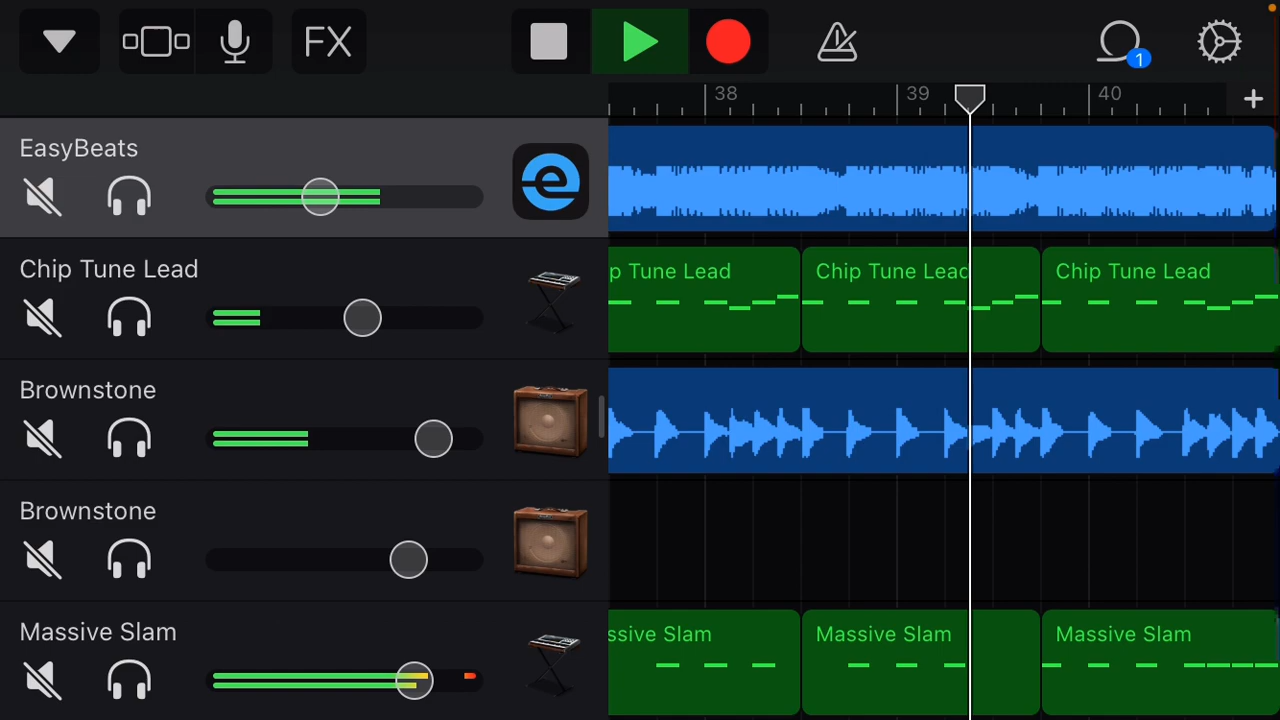 FX
1
38
39
40
+
EasyBeats
e
Chip Tune Lead
p Tune Lead
Chip Tune Lead
Chip Tune Lead
Brownstone
Brownstone
Massive Slam
ssive Slam
Massive Slam
Massive Slam